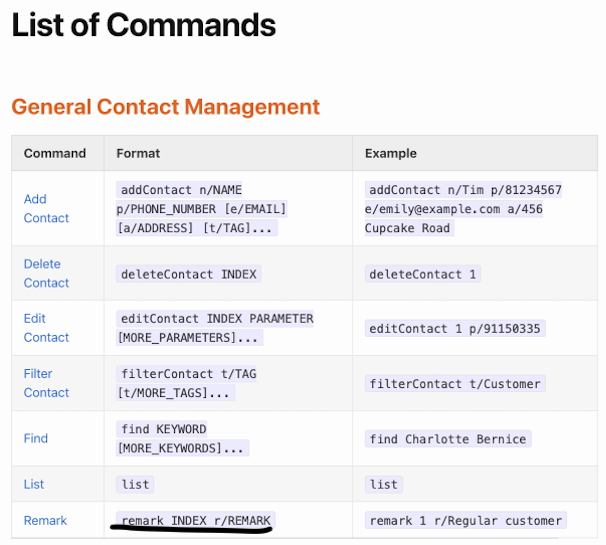 List of Commands
General Contact Management
Command Format Example
Add Contact addContact n/NAME p/PHONE_NUMBER [e/EMAIL] [a/ADDRESS] [t/TAG]... addContact n/Tim p/81234567 e/emily@example.com a/456 Cupcake Road
Delete Contact deleteContact INDEX deleteContact 1
Edit Contact editContact INDEX PARAMETER [MORE_PARAMETERS]... editContact 1 p/91150335
Filter Contact filterContact t/TAG [t/MORE_TAGS]... filterContact t/Customer
Find find KEYWORD [MORE_KEYWORDS]... find Charlotte Bernice
List list list
Remark remark INDEX r/REMARK remark 1 r/Regular customer